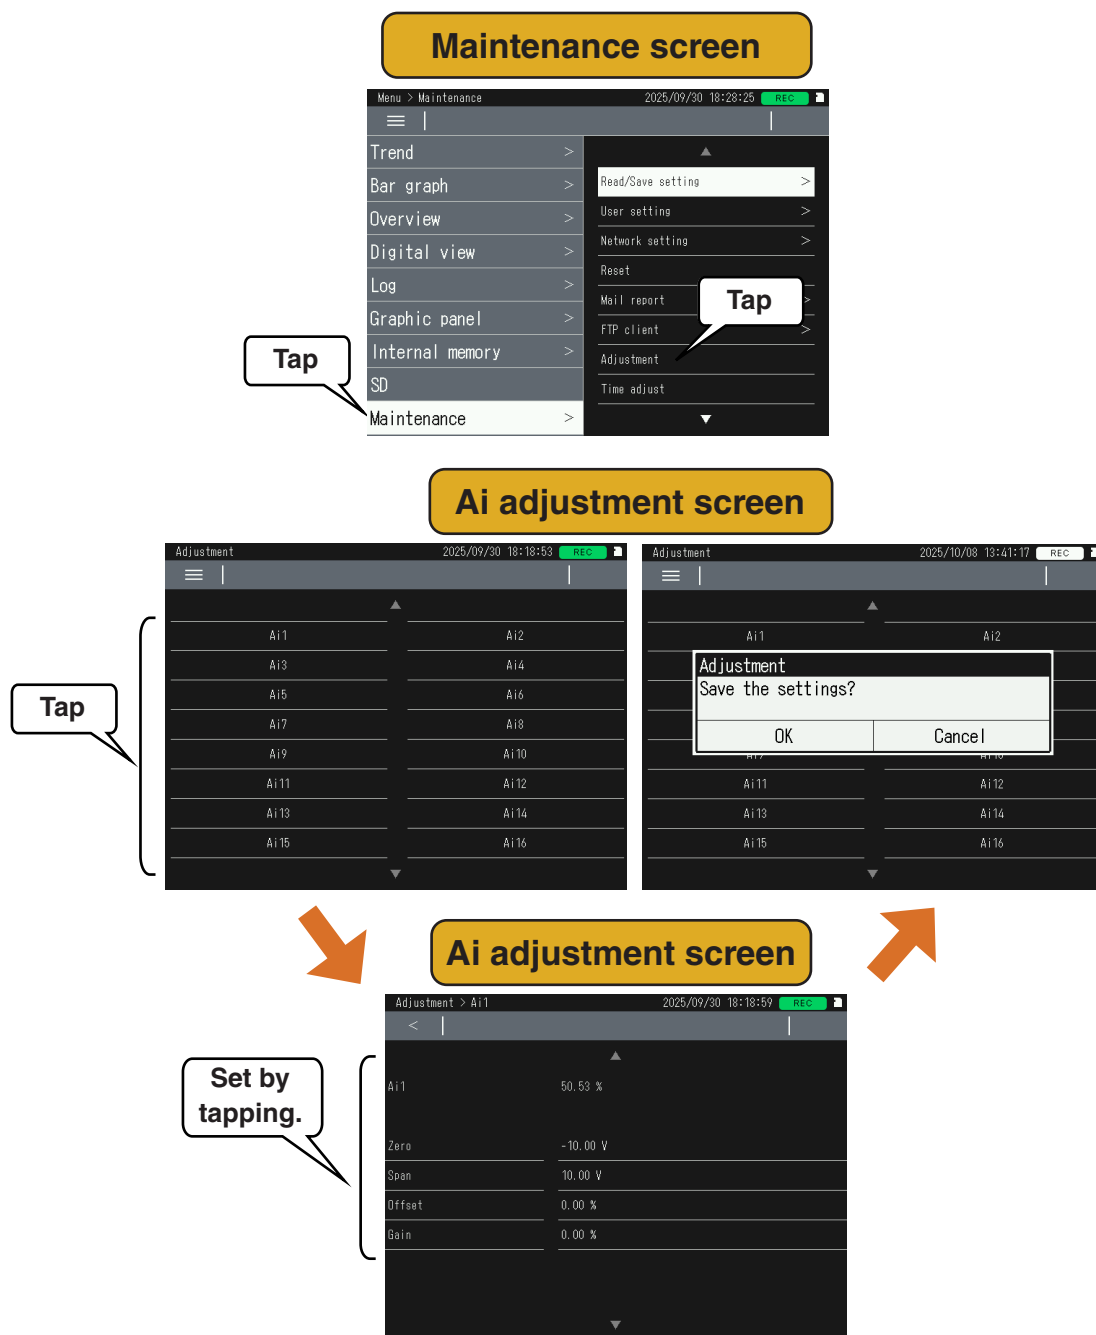 Maintenance screen
Menu > Maintenance 2025/09/30 18:28:25 REC
Trend >
Bar graph >
Overview >
Digital view >
Log >
Graphic panel >
Internal memory >
SD
Maintenance >
Read/Save setting >
User setting >
Network setting >
Reset
Mail report >
FTP client >
Adjustment
Time adjust
Tap
Tap
Ai adjustment screen
Adjustment 2025/09/30 18:18:53 REC
Ai1 Ai2
Ai3 Ai4
Ai5 Ai6
Ai7 Ai8
Ai9 Ai10
Ai11 Ai12
Ai13 Ai14
Ai15 Ai16
Tap
Adjustment 2025/10/08 13:41:17 REC
Ai1 Ai2
Adjustment
Save the settings?
OK Cancel
Ai11 Ai12
Ai13 Ai14
Ai15 Ai16
Ai adjustment screen
Adjustment > Ai1 2025/09/30 18:18:59 REC
<
Ai1 50.53 %
Zero -10.00 V
Span 10.00 V
Offset 0.00 %
Gain 0.00 %
Set by
tapping.